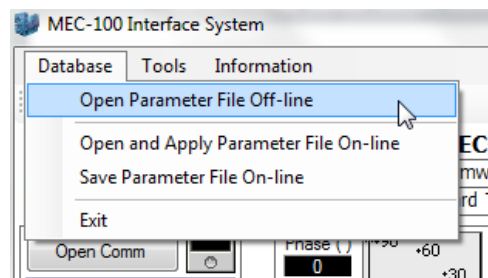 MEC-100 Interface System
Database Tools Information
Open Parameter File Off-line
Open and Apply Parameter File On-line
Save Parameter File On-line
Exit
EC
Open Comm
Phase ( )
+90
+60
0
+30